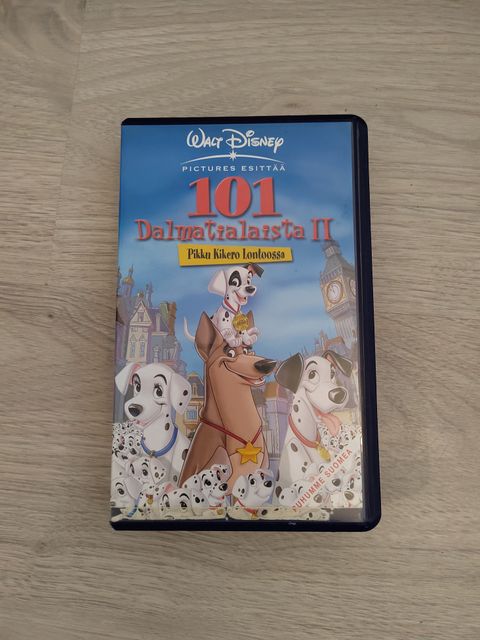 WALT DISNEY
PICTURES ESITTÄÄ
101
Dalmatialaista II
Pikku Kikero Lontoossa
PUHUMME SUOMEA